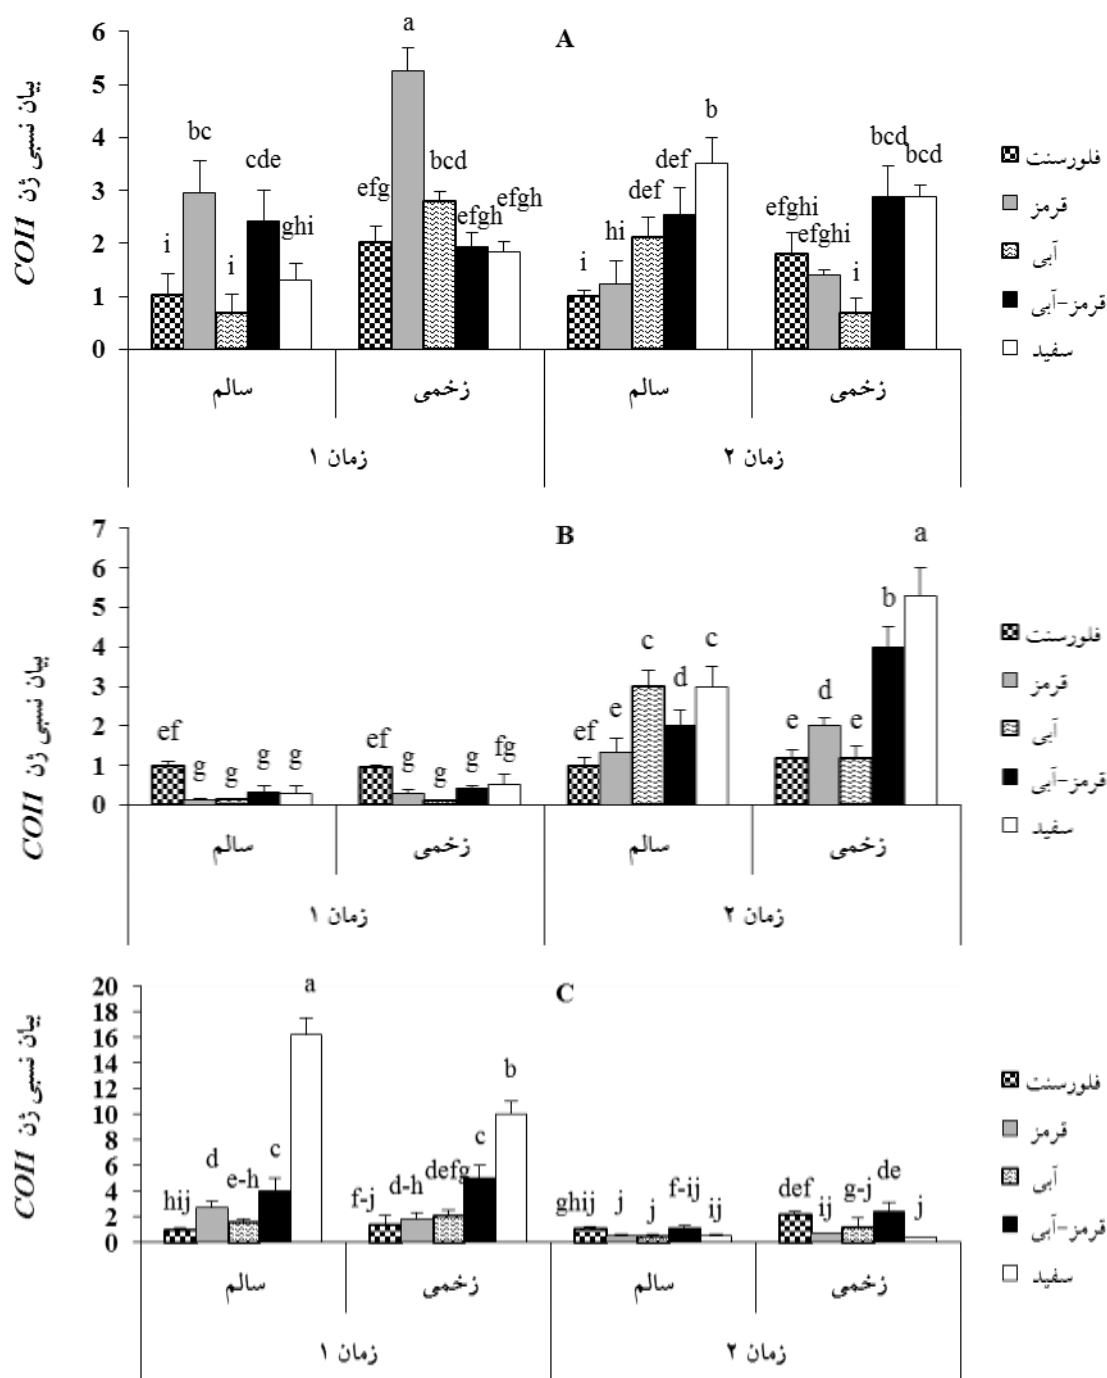 A
بیان نسبی ژن COI1
6
5
4
3
2
1
0
i bc i cde ghi
efg a bcd efgh efgh
i hi def def b
efghi efghi i bcd bcd
سالم زخمی سالم زخمی
زمان ۱ زمان ۲
فلورسنت
قرمز
آبی
قرمز-آبی
سفید
B
بیان نسبی ژن COI1
7
6
5
4
3
2
1
0
ef g g g g
ef g g g fg
ef e c d c
e d e b a
سالم زخمی سالم زخمی
زمان ۱ زمان ۲
فلورسنت
قرمز
آبی
قرمز-آبی
سفید
C
بیان نسبی ژن COI1
20
18
16
14
12
10
8
6
4
2
0
hij d e-h c a
f-j d-h defg c b
ghij j j f-ij ij
def ij g-j de j
سالم زخمی سالم زخمی
زمان ۱ زمان ۲
فلورسنت
قرمز
آبی
قرمز-آبی
سفید